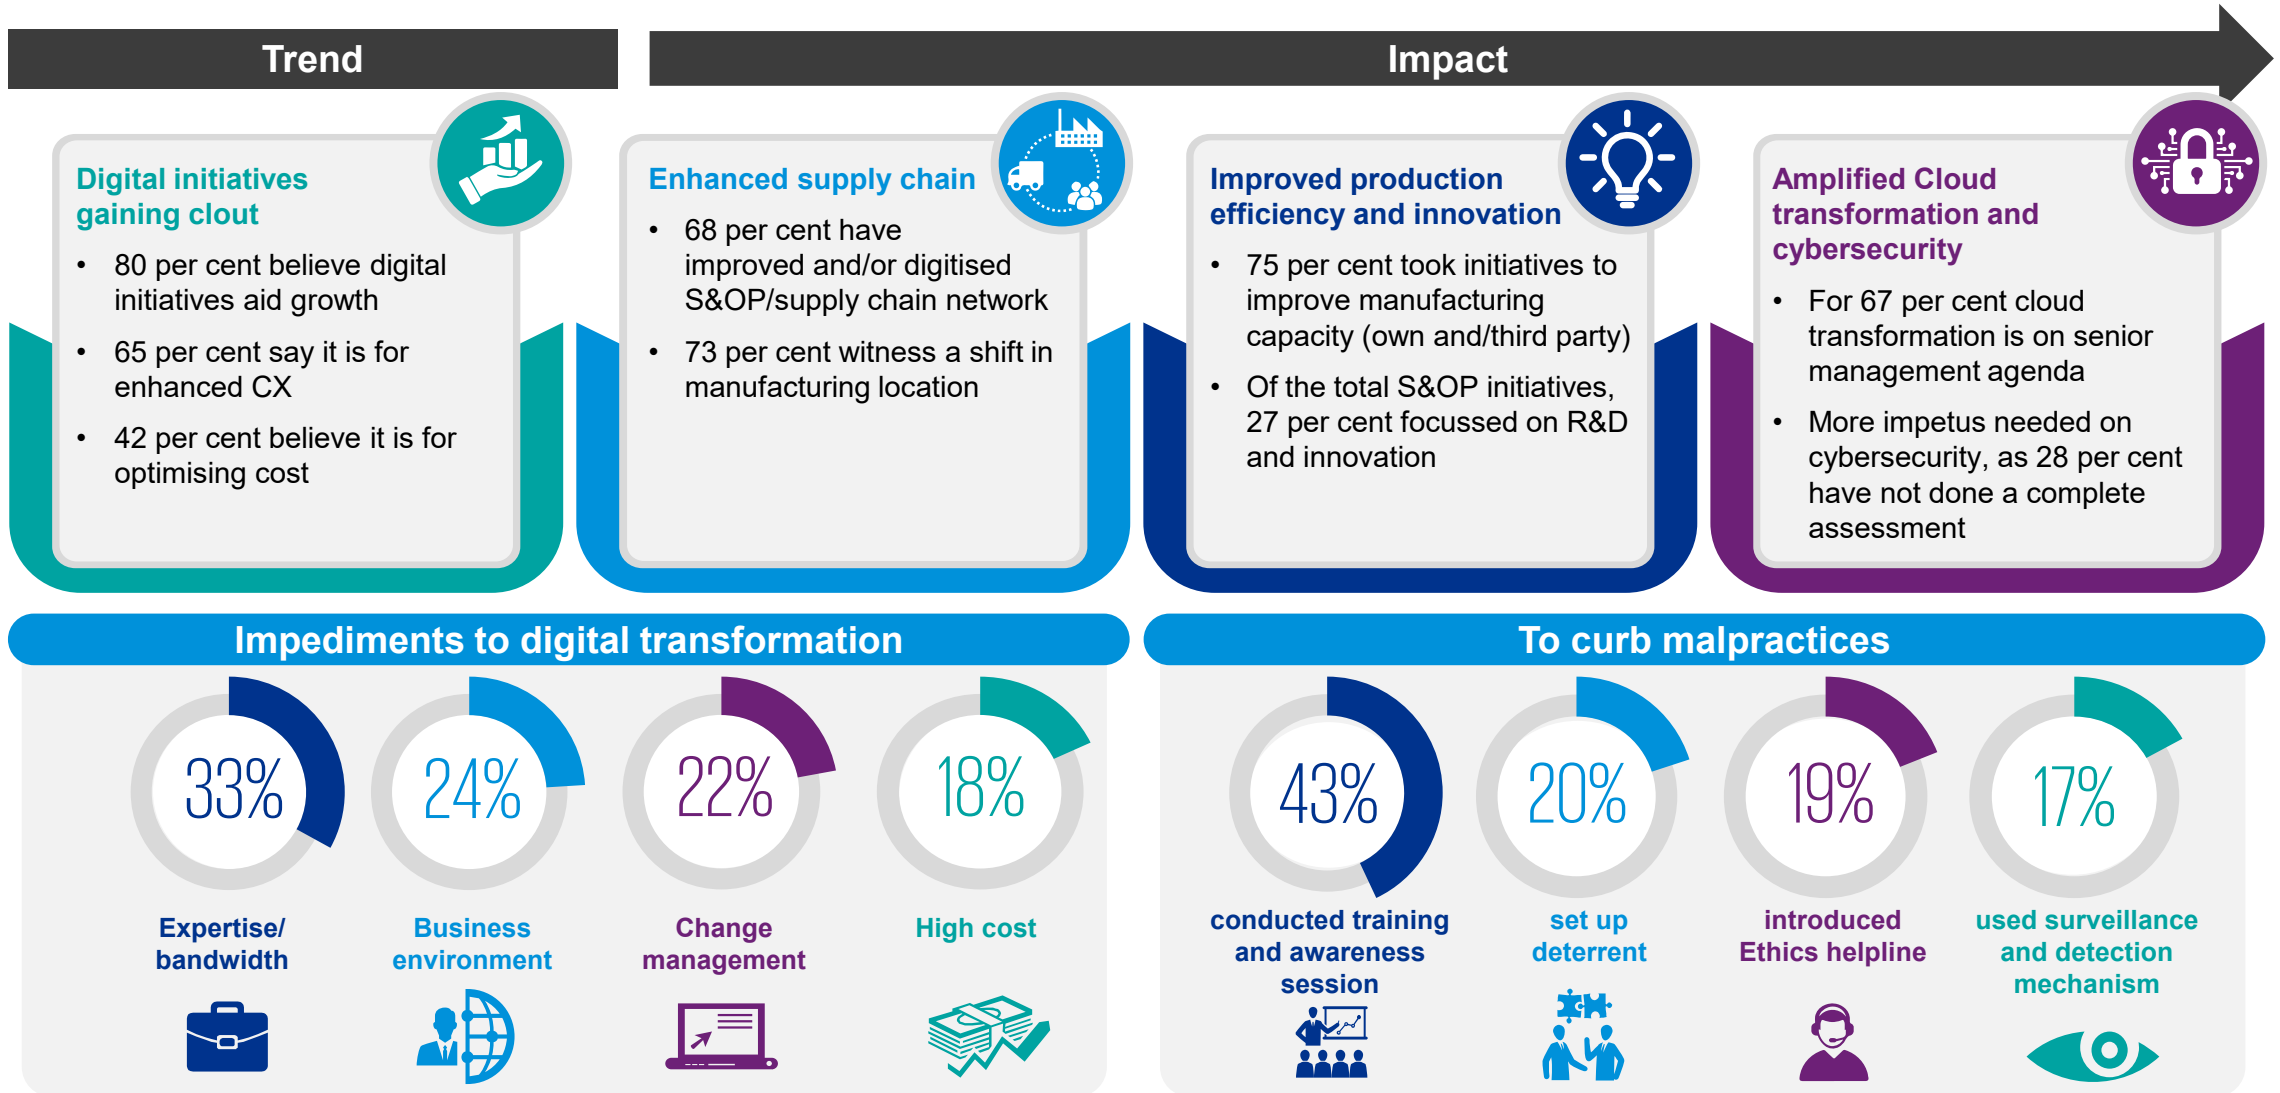 Trend
Impact
Digital initiatives
gaining clout
• 80 per cent believe digital
initiatives aid growth
• 65 per cent say it is for
enhanced CX
• 42 per cent believe it is for
optimising cost
Enhanced supply chain
• 68 per cent have
improved and/or digitised
S&OP/supply chain network
• 73 per cent witness a shift in
manufacturing location
Improved production
efficiency and innovation
• 75 per cent took initiatives to
improve manufacturing
capacity (own and/third party)
• Of the total S&OP initiatives,
27 per cent focussed on R&D
and innovation
Amplified Cloud
transformation and
cybersecurity
• For 67 per cent cloud
transformation is on senior
management agenda
• More impetus needed on
cybersecurity, as 28 per cent
have not done a complete
assessment
Impediments to digital transformation
33%
Expertise/
bandwidth
24%
Business
environment
22%
Change
management
18%
High cost
To curb malpractices
43%
conducted training
and awareness
session
20%
set up
deterrent
19%
introduced
Ethics helpline
17%
used surveillance
and detection
mechanism